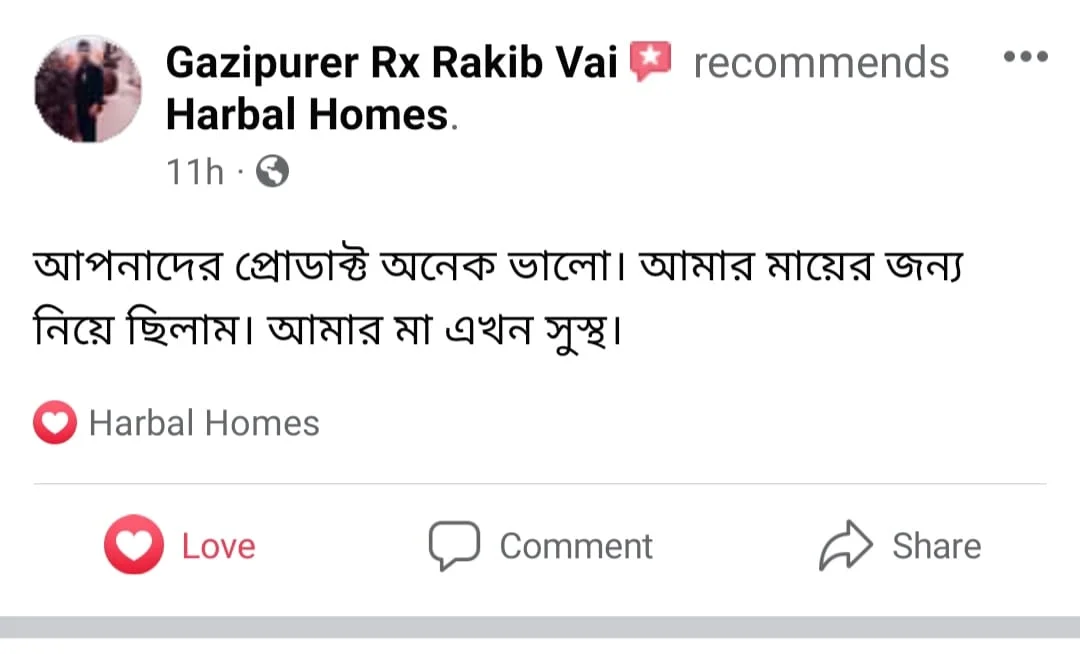 Gazipurer Rx Rakib Vai recommends
Harbal Homes.
11h ·
আপনাদের প্রোডাক্ট অনেক ভালো। আমার মায়ের জন্য
নিয়ে ছিলাম। আমার মা এখন সুস্থ।
Harbal Homes
Love Comment Share